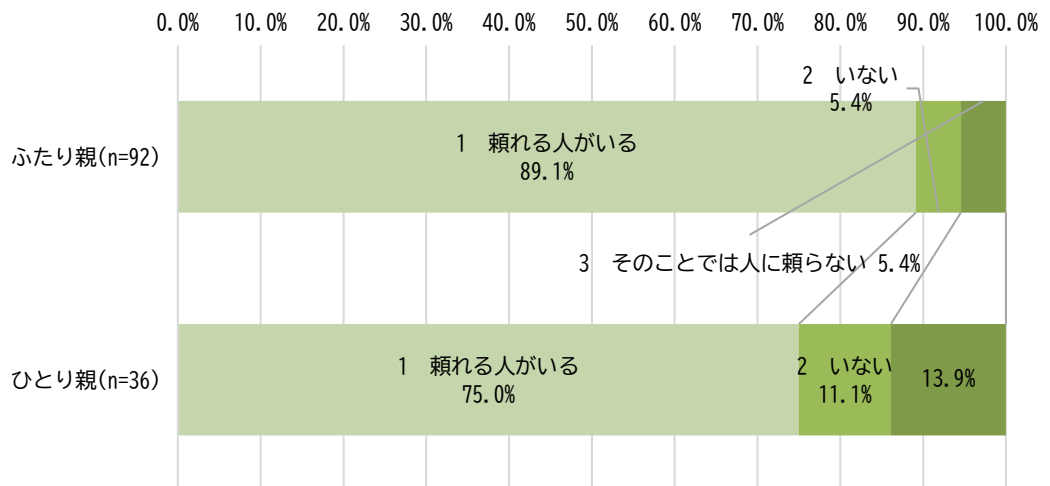 0.0% 10.0% 20.0% 30.0% 40.0% 50.0% 60.0% 70.0% 80.0% 90.0% 100.0%
2　いない
5.4%
ふたり親(n=92)
1　頼れる人がいる
89.1%
3　そのことでは人に頼らない 5.4%
ひとり親(n=36)
1　頼れる人がいる
75.0%
2　いない
11.1%
13.9%